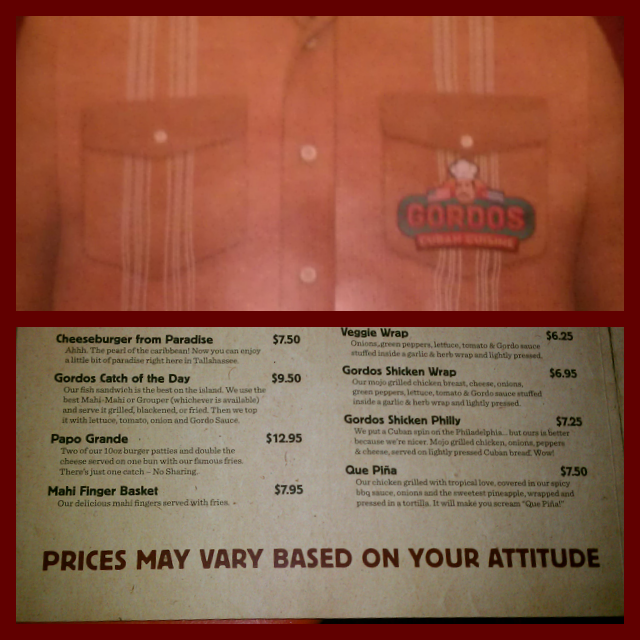 GORDOS
CUBAN CUISINE
Cheeseburger from Paradise $7.50
Ahhh. The pearl of the caribbean! Now you can enjoy
a little bit of paradise right here in Tallahassee.
Gordos Catch of the Day $9.50
Our fish sandwich is the best on the island. We use the
best Mahi-Mahi or Grouper (whichever is available)
and serve it grilled, blackened, or fried. Then we top
it with lettuce, tomato, onion and Gordo Sauce.
Papo Grande $12.95
Two of our 10oz burger patties and double the
cheese served on one bun with our famous fries.
There's just one catch - No Sharing.
Mahi Finger Basket $7.95
Our delicious mahi fingers served with fries.
Veggie Wrap $6.25
Onions, green peppers, lettuce, tomato & Gordo sauce
stuffed inside a garlic & herb wrap and lightly pressed.
Gordos Chicken Wrap $6.95
Our mojo grilled chicken breast, cheese, onions,
green peppers, lettuce, tomato & Gordo sauce stuffed
inside a garlic & herb wrap and lightly pressed.
Gordos Chicken Philly $7.25
We put a Cuban spin on the Philadelphia... but ours is better
because we're nicer. Mojo grilled chicken, onions, peppers
& cheese, served on lightly pressed Cuban bread. Wow!
Que Piña $7.50
Our chicken grilled with tropical love, covered in our spicy
bbq sauce, onions and the sweetest pineapple, wrapped and
pressed in a tortilla. It will make you scream "Que Piña!"
PRICES MAY VARY BASED ON YOUR ATTITUDE